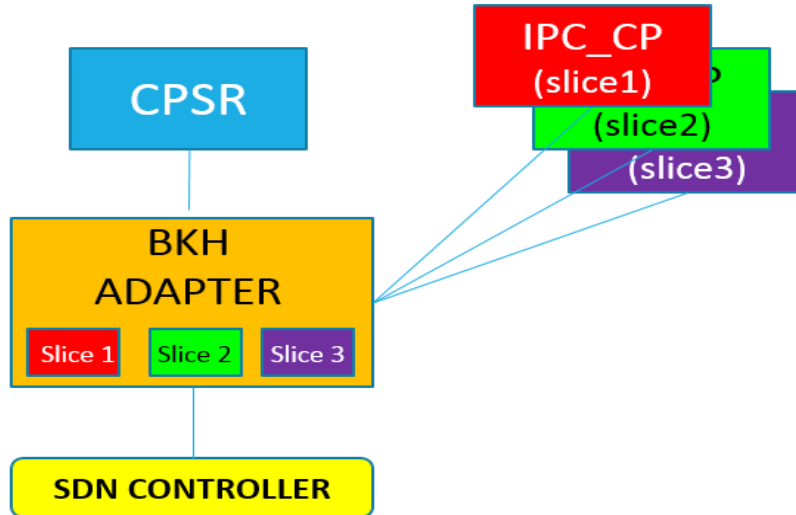 CPSR
IPC_CP
(slice1)
(slice2)
(slice3)
BKH
ADAPTER
Slice 1
Slice 2
Slice 3
SDN CONTROLLER